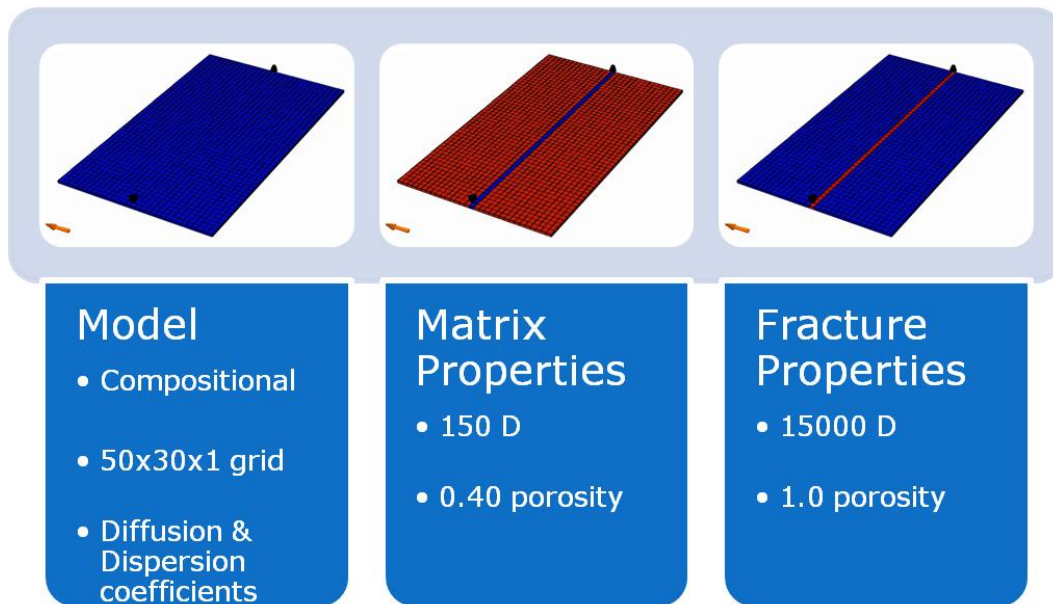 Model
• Compositional
• 50x30x1 grid
• Diffusion &
Dispersion
coefficients
Matrix
Properties
• 150 D
• 0.40 porosity
Fracture
Properties
• 15000 D
• 1.0 porosity